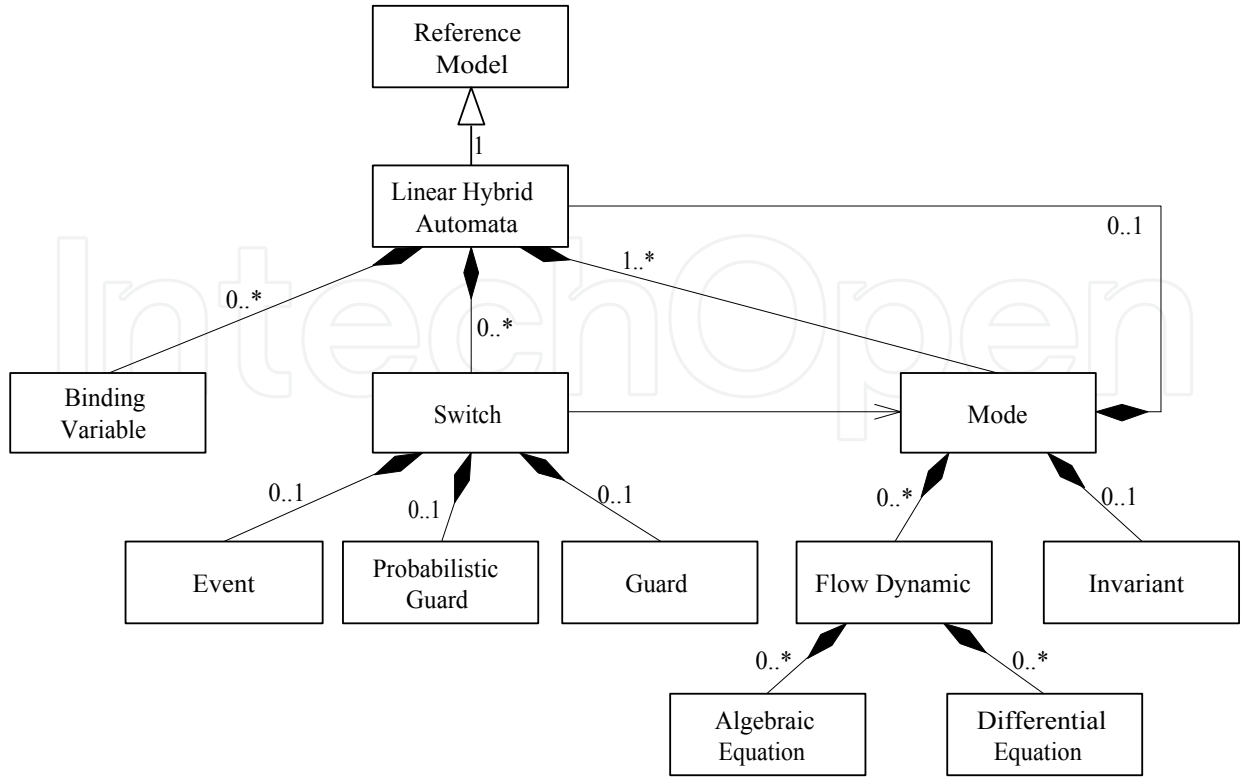 Reference
Model
1
Linear Hybrid
Automata
0..1
1..*
0..*
0..*
IntechOpen
Binding
Variable
Switch
Mode
0..1
0..1
0..1
0..*
0..1
Event
Probabilistic
Guard
Guard
Flow Dynamic
Invariant
0..*
0..*
Algebraic
Equation
Differential
Equation